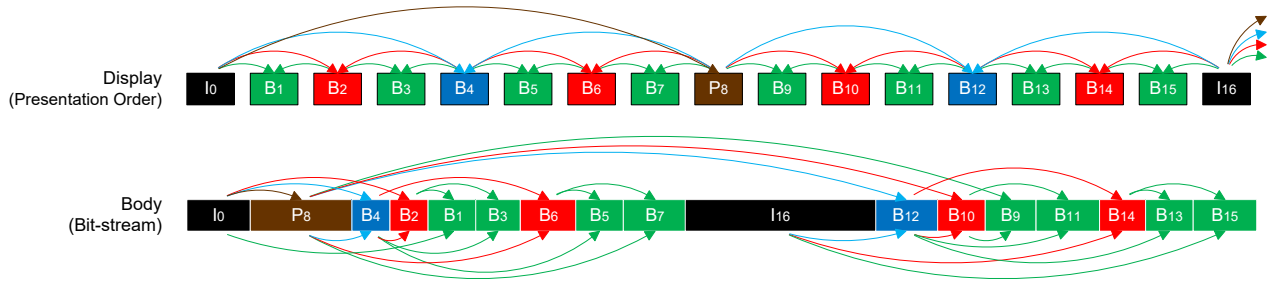 Display
(Presentation Order)
I0 B1 B2 B3 B4 B5 B6 B7 P8 B9 B10 B11 B12 B13 B14 B15 I16
Body
(Bit-stream)
I0 P8 B4 B2 B1 B3 B6 B5 B7 I16 B12 B10 B9 B11 B14 B13 B15